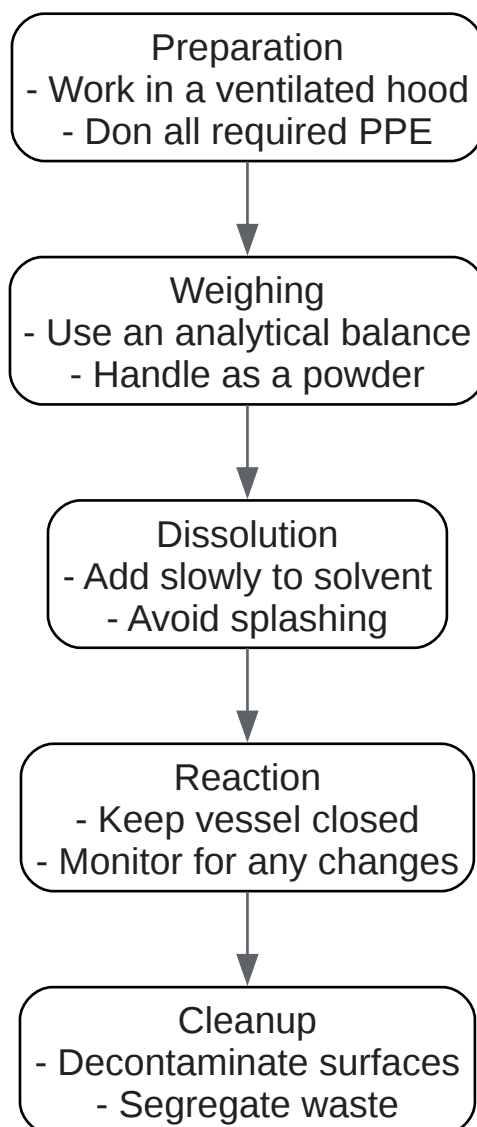 Preparation
- Work in a ventilated hood
- Don all required PPE
Weighing
- Use an analytical balance
- Handle as a powder
Dissolution
- Add slowly to solvent
- Avoid splashing
Reaction
- Keep vessel closed
- Monitor for any changes
Cleanup
- Decontaminate surfaces
- Segregate waste